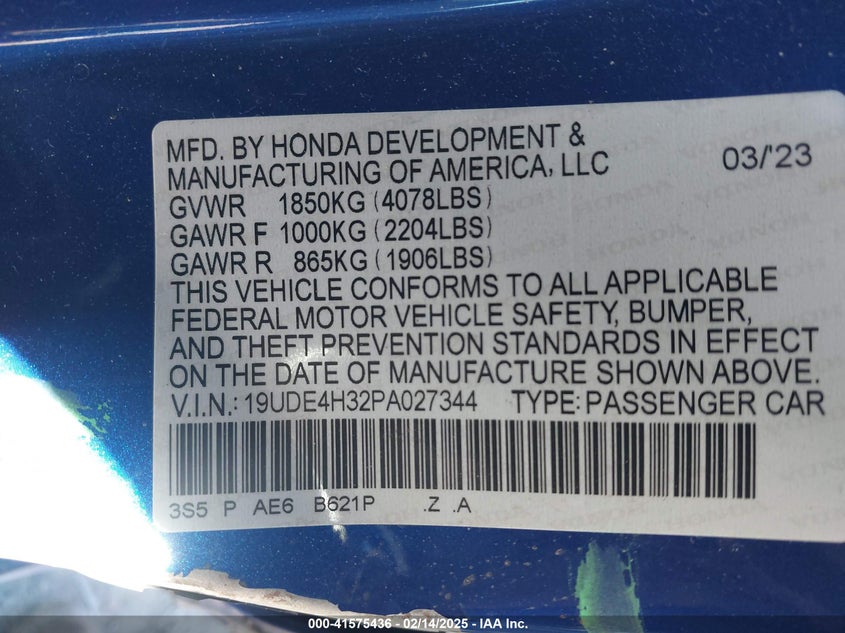 MFD. BY HONDA DEVELOPMENT &
MANUFACTURING OF AMERICA, LLC 03/'23
GVWR 1850KG (4078LBS)
GAWR F 1000KG (2204LBS)
GAWR R 865KG (1906LBS)
THIS VEHICLE CONFORMS TO ALL APPLICABLE
FEDERAL MOTOR VEHICLE SAFETY, BUMPER,
AND THEFT PREVENTION STANDARDS IN EFFECT
ON THE DATE OF MANUFACTURE SHOWN ABOVE.
V.I.N.: 19UDE4H32PA027344 TYPE: PASSENGER CAR
3S5 P AE6 B621P .Z .A
000-41575436 - 02/14/2025 - IAA Inc.